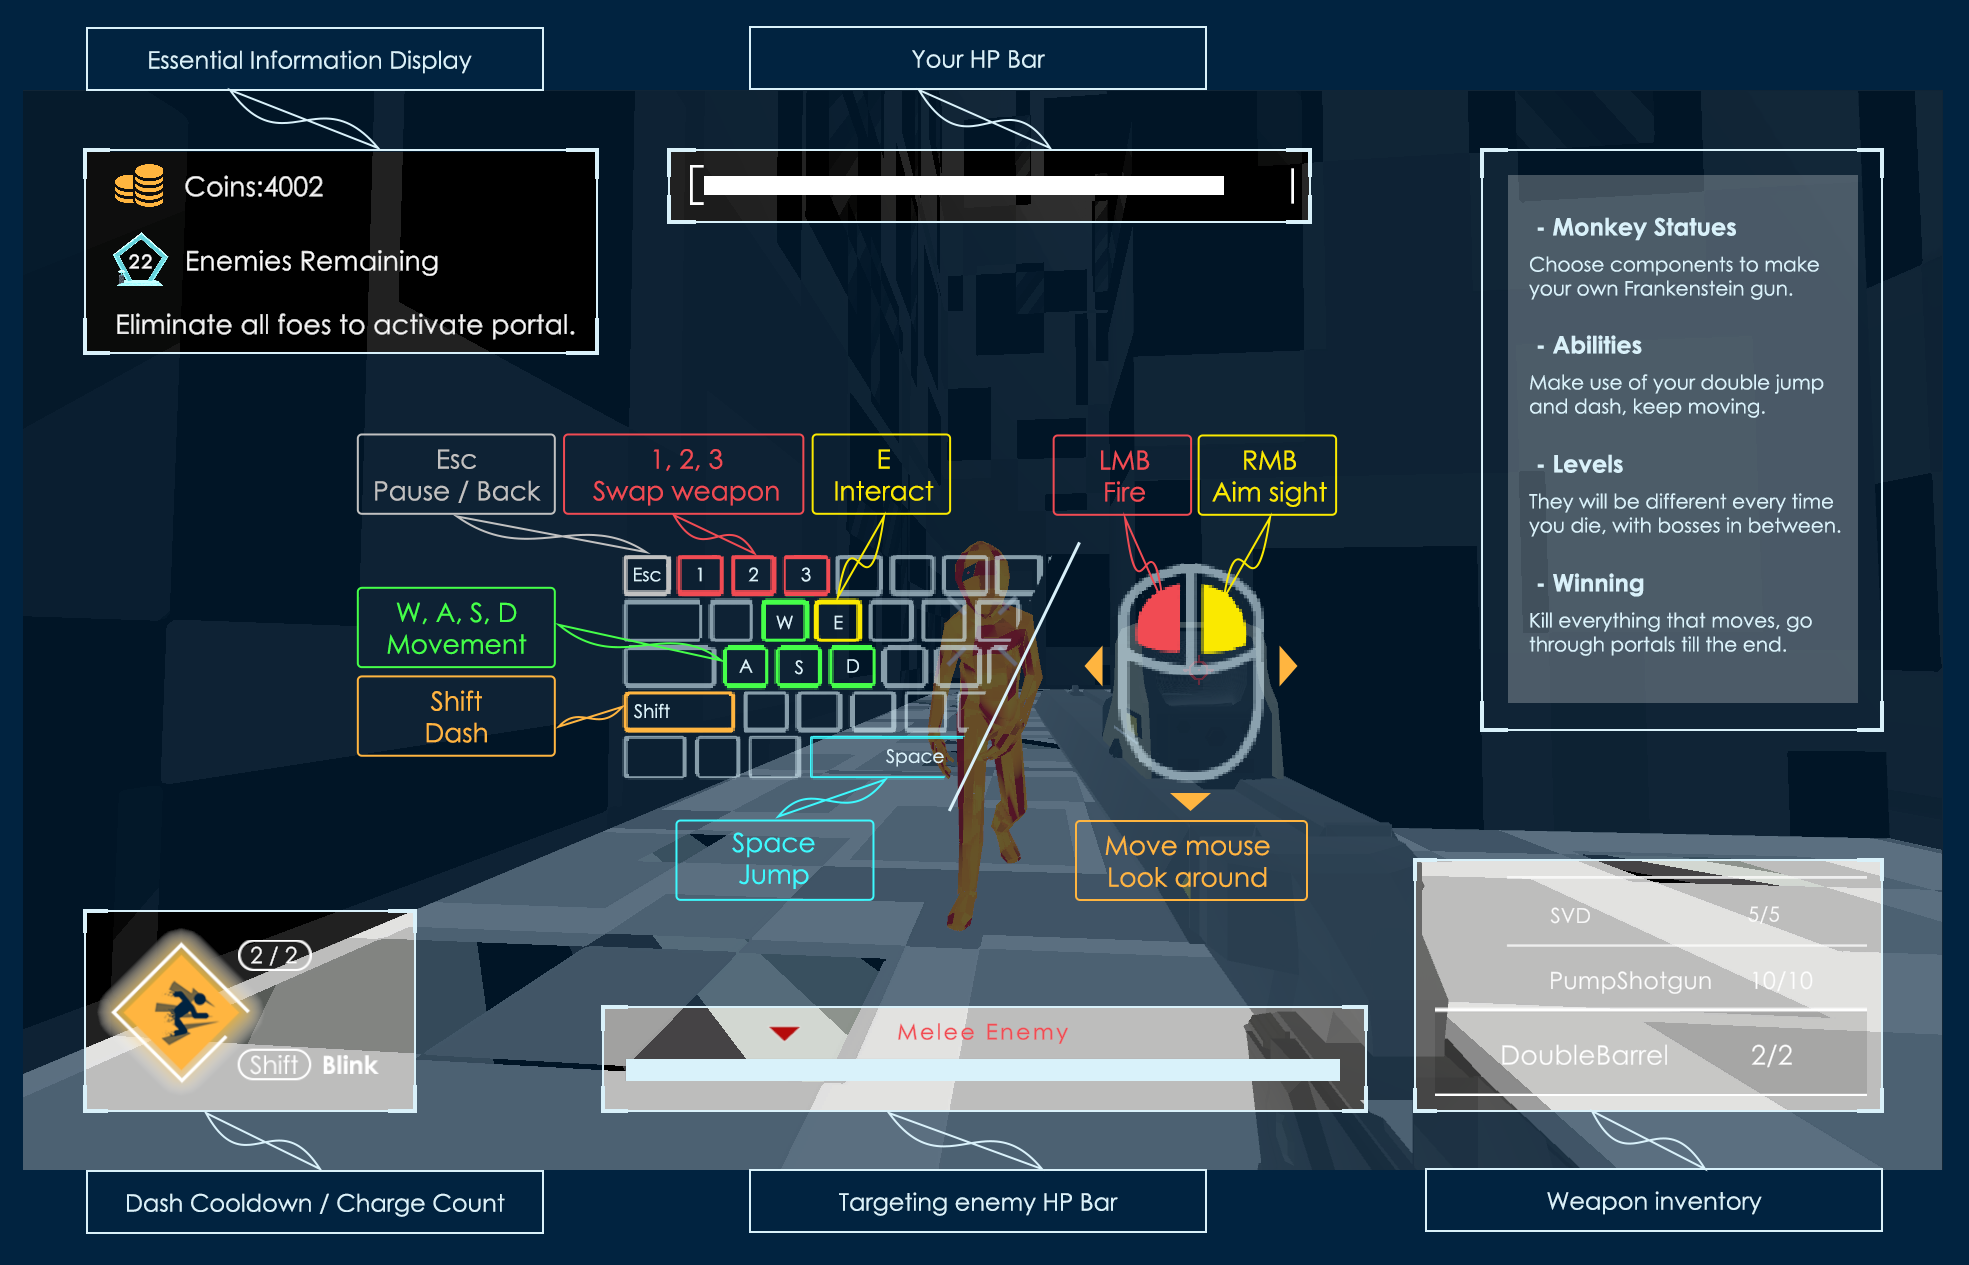 Essential Information Display
Your HP Bar
Coins:4002
22
Enemies Remaining
Eliminate all foes to activate portal.
- Monkey Statues
Choose components to make
your own Frankenstein gun.
- Abilities
Make use of your double jump
and dash, keep moving.
- Levels
They will be different every time
you die, with bosses in between.
- Winning
Kill everything that moves, go
through portals till the end.
Esc
Pause / Back
1, 2, 3
Swap weapon
E
Interact
LMB
Fire
RMB
Aim sight
Esc
1
2
3
W, A, S, D
Movement
W
E
A
S
D
Shift
Dash
Shift
Space
Space
Jump
Move mouse
Look around
2 / 2
Shift
Blink
Melee Enemy
SVD
5/5
PumpShotgun
10/10
DoubleBarrel
2/2
Dash Cooldown / Charge Count
Targeting enemy HP Bar
Weapon inventory